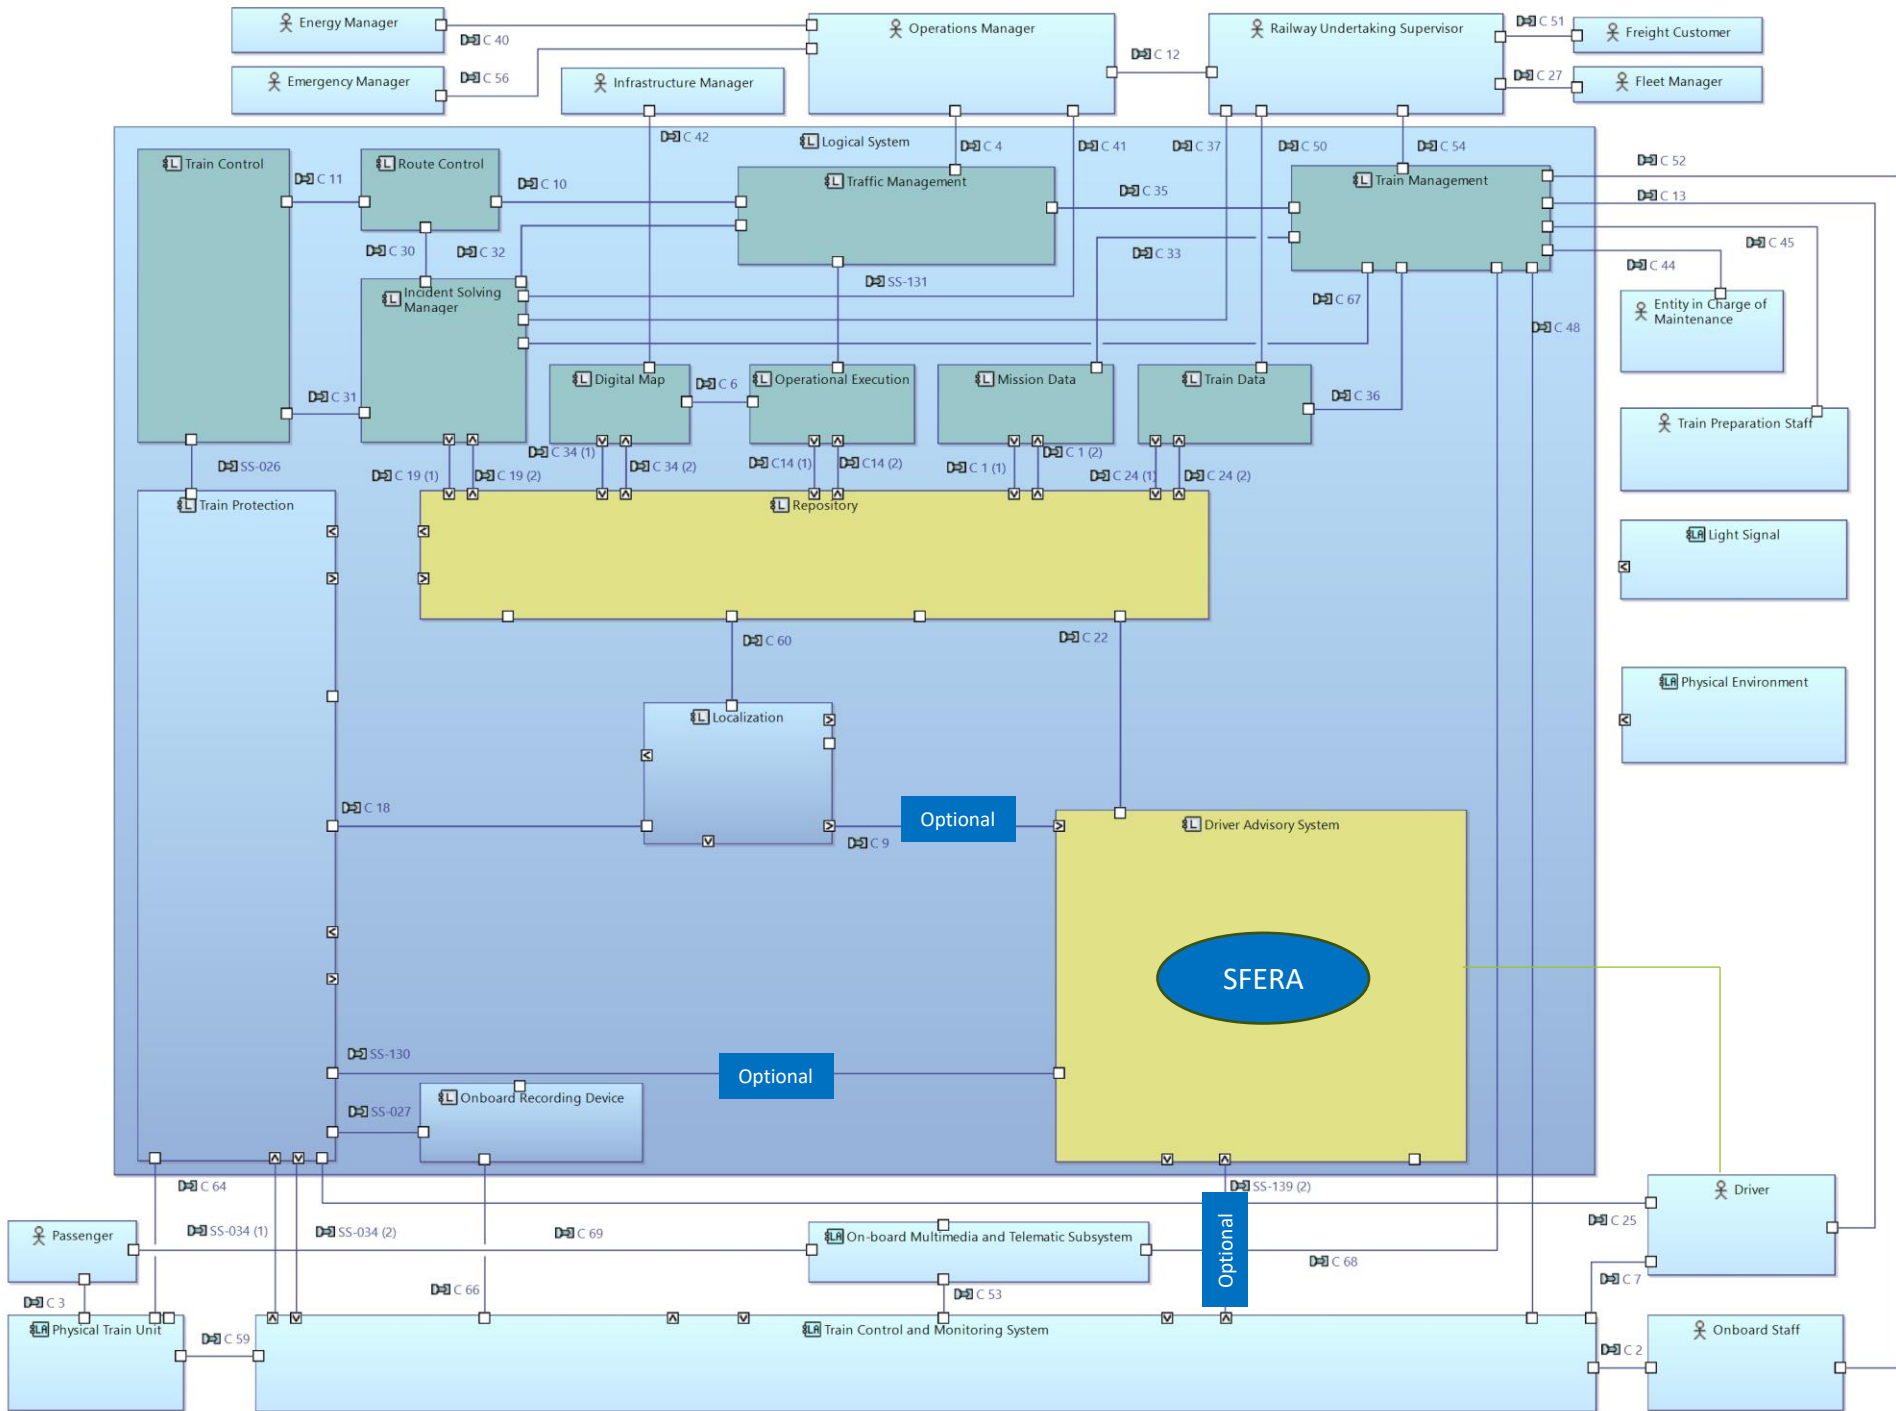 Energy Manager
C 40
Operations Manager
Railway Undertaking Supervisor
C 51
Freight Customer
C 12
Emergency Manager
C 56
Infrastructure Manager
C 27
Fleet Manager
C 42
Logical System
C 4
C 41
C 37
C 50
C 54
C 52
Train Control
C 11
Route Control
C 10
Traffic Management
C 35
Train Management
C 13
C 30
C 32
C 33
C 45
C 44
SS-131
Incident Solving
Manager
C 67
Entity in Charge of
Maintenance
C 48
C 31
Digital Map
C 6
Operational Execution
Mission Data
Train Data
C 36
Train Preparation Staff
SS-026
C 19 (1)
C 19 (2)
C 34 (1)
C 34 (2)
C14 (1)
C14 (2)
C 1 (1)
C 1 (2)
C 24 (1)
C 24 (2)
Train Protection
Repository
Light Signal
C 60
C 22
Physical Environment
Localization
C 18
Optional
C 9
Driver Advisory System
SFERA
SS-130
Optional
Onboard Recording Device
SS-027
C 64
SS-139 (2)
Driver
Passenger
SS-034 (1)
SS-034 (2)
C 69
On-board Multimedia and Telematic Subsystem
Optional
C 25
C 68
C 7
C 3
C 66
C 53
Physical Train Unit
C 59
Train Control and Monitoring System
C 2
Onboard Staff